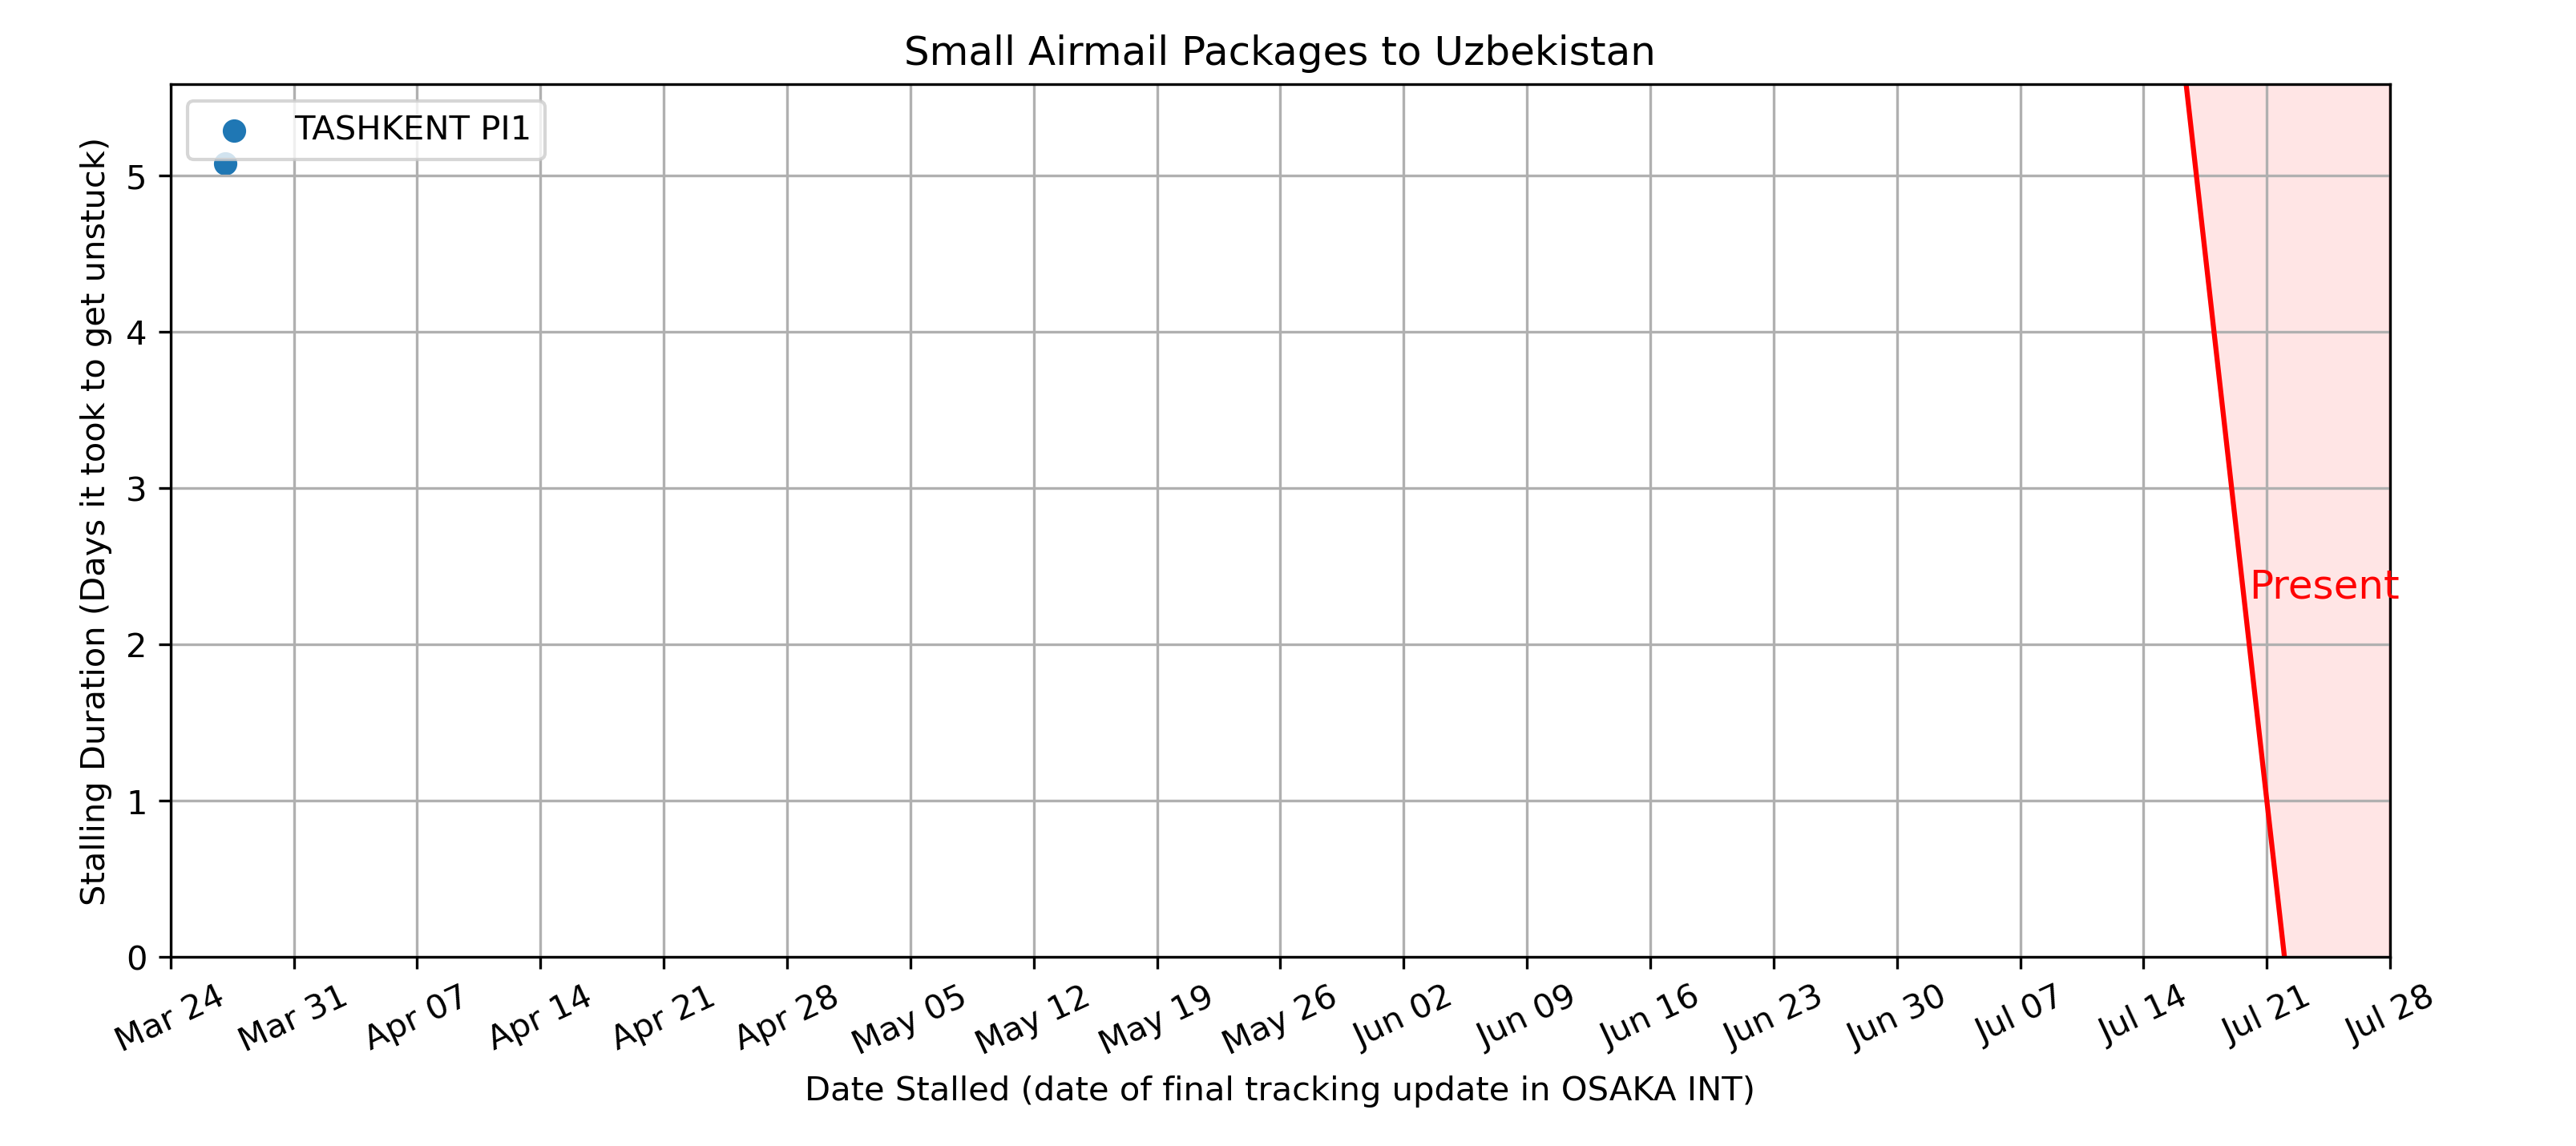 Small Airmail Packages to Uzbekistan
TASHKENT PI1
Stalling Duration (Days it took to get unstuck)
5
4
3
2
1
0
Present
Mar 24
Mar 31
Apr 07
Apr 14
Apr 21
Apr 28
May 05
May 12
May 19
May 26
Jun 02
Jun 09
Jun 16
Jun 23
Jun 30
Jul 07
Jul 14
Jul 21
Jul 28
Date Stalled (date of final tracking update in OSAKA INT)